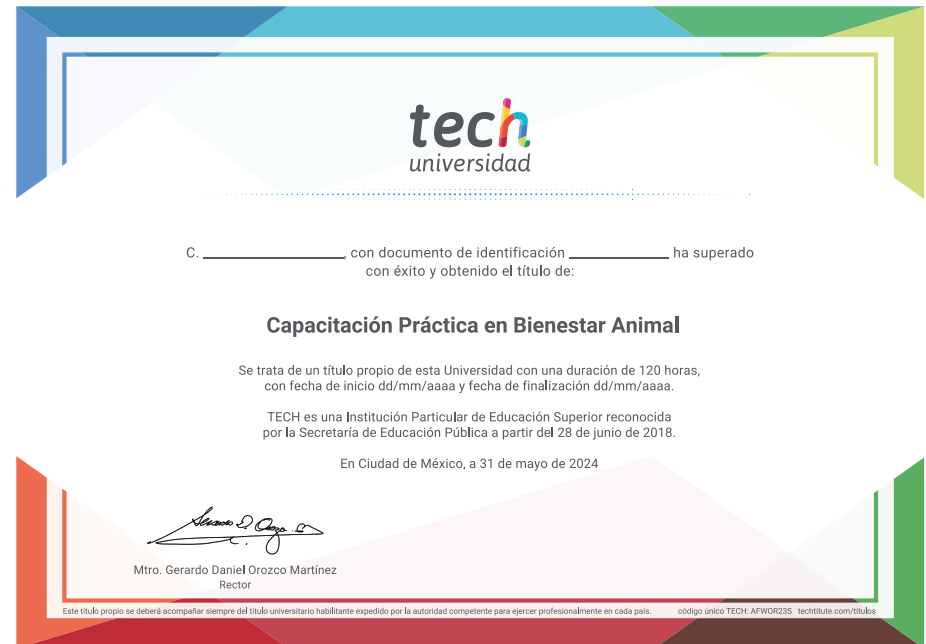 tech
universidad
C. ____________, con documento de identificación _________ ha superado
con éxito y obtenido el título de:
Capacitación Práctica en Bienestar Animal
Se trata de un título propio de esta Universidad con una duración de 120 horas,
con fecha de inicio dd/mm/aaaa y fecha de finalización dd/mm/aaaa.
TECH es una Institución Particular de Educación Superior reconocida
por la Secretaría de Educación Pública a partir del 28 de junio de 2018.
En Ciudad de México, a 31 de mayo de 2024
Mtro. Gerardo Daniel Orozco Martínez
Rector
Este título propio se deberá acompañar siempre del título universitario habilitante expedido por la autoridad competente para ejercer profesionalmente en cada país. código único TECH: AFWOR23S techtitute.com/titulos